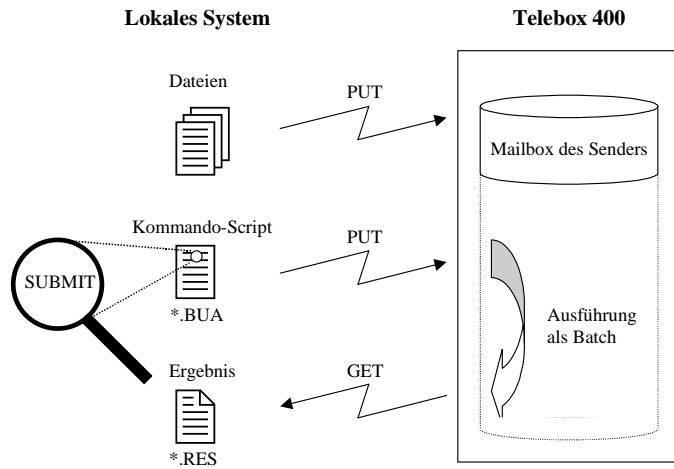 Lokales System
Telebox 400
Dateien
PUT
Mailbox des Senders
Kommando-Script
PUT
SUBMIT
*.BUA
Ausführung
als Batch
Ergebnis
GET
*.RES